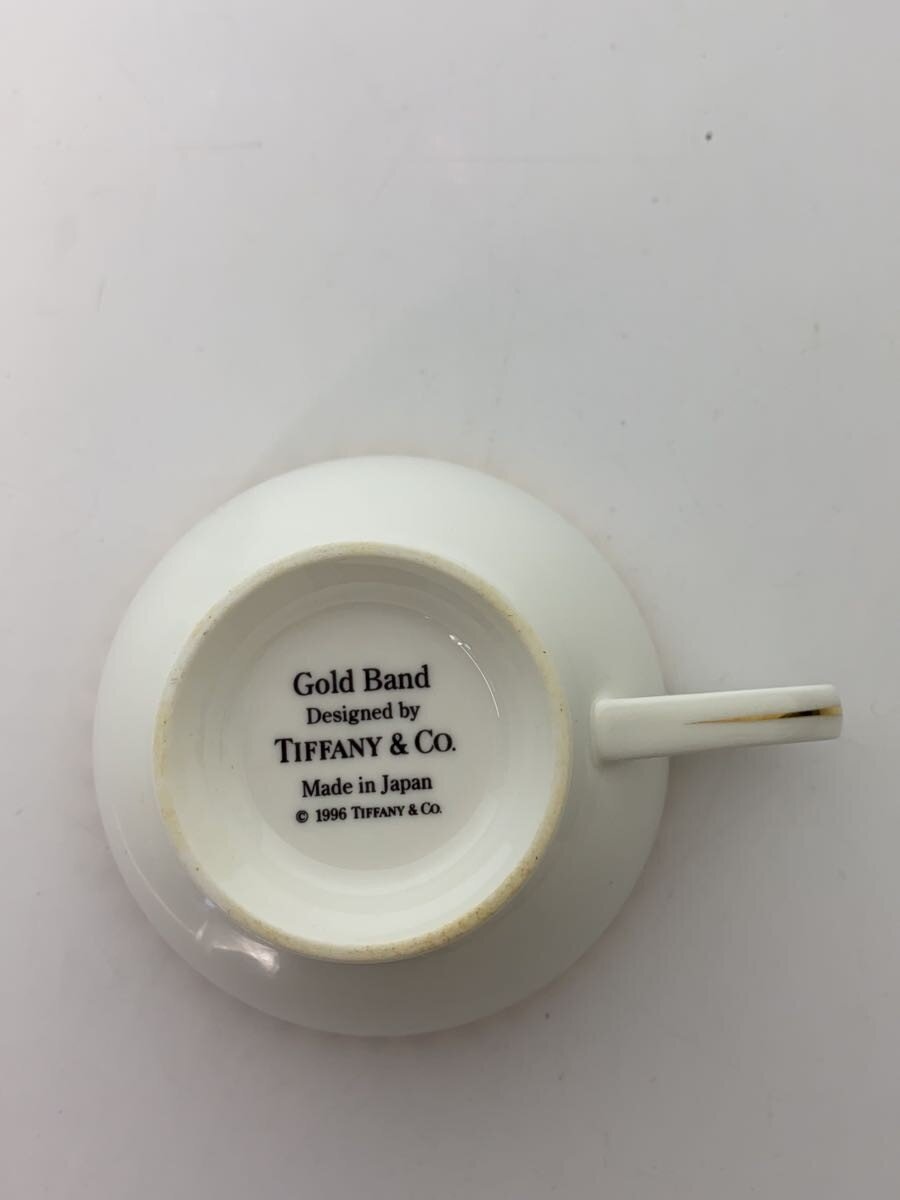 Gold Band
Designed by
TIFFANY & CO.
Made in Japan
© 1996 TIFFANY & CO.